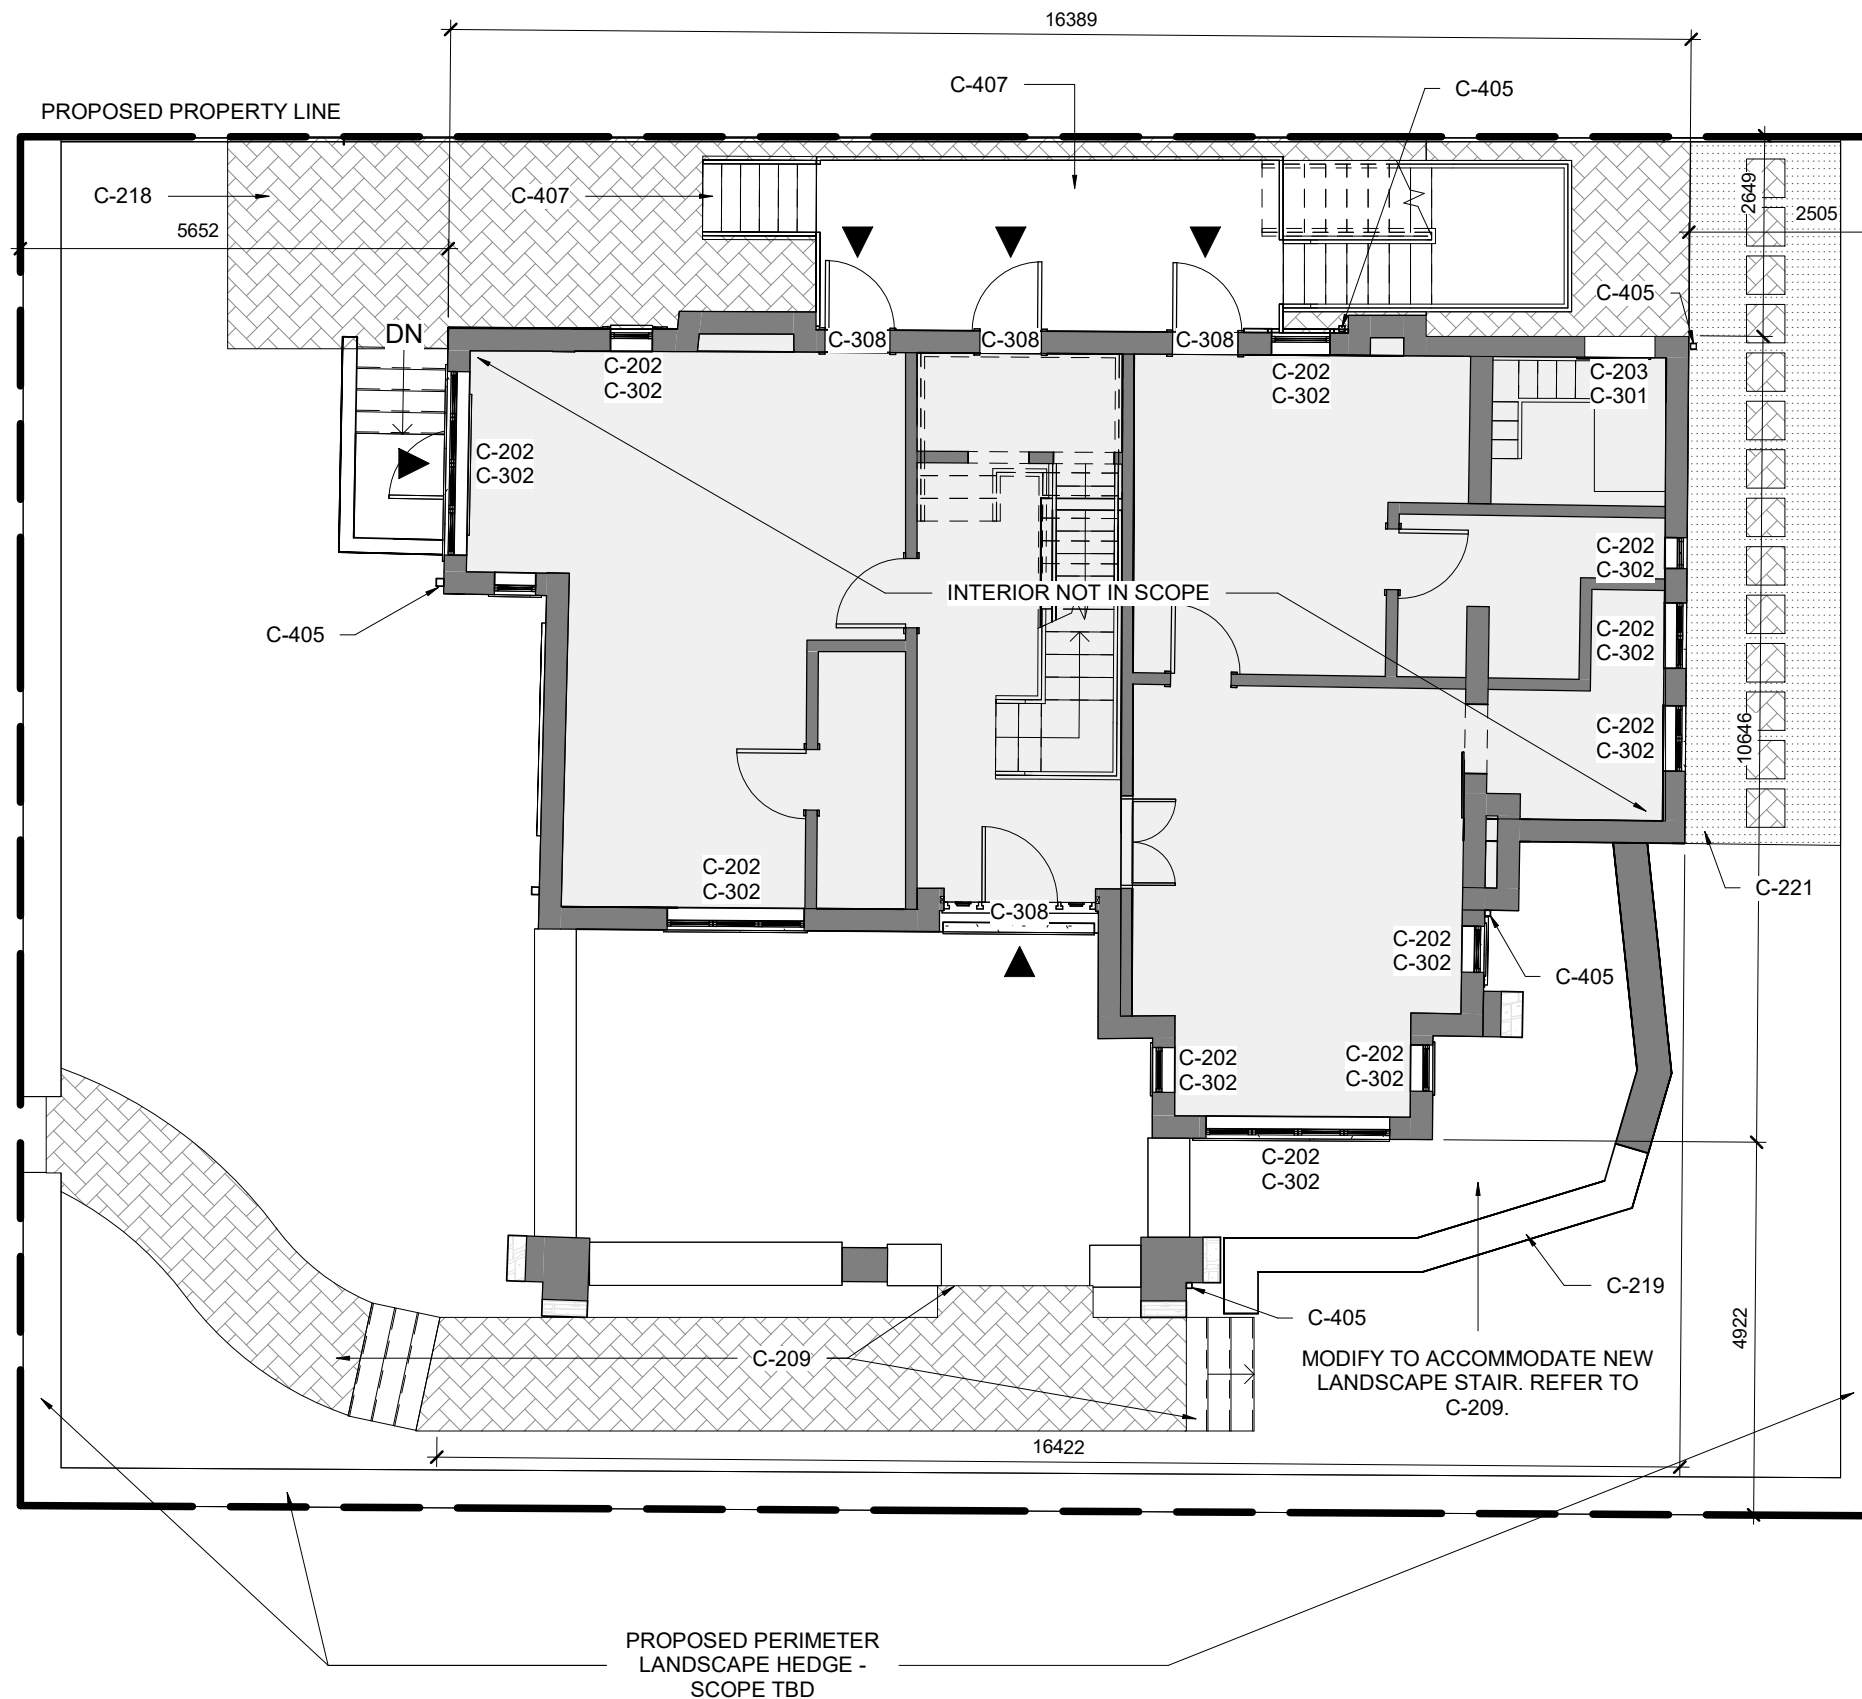 16389
C-407
C-405
PROPOSED PROPERTY LINE
C-218
C-407
2649
2505
5652
C-405
DN
C-308
C-308
C-308
C-202
C-302
C-202
C-302
C-203
C-301
C-202
C-302
C-202
C-302
INTERIOR NOT IN SCOPE
C-405
C-202
C-302
C-202
C-302
10646
C-202
C-302
C-221
C-308
C-202
C-302
C-405
C-202
C-302
C-202
C-302
C-202
C-302
C-219
C-405
4922
C-209
MODIFY TO ACCOMMODATE NEW
LANDSCAPE STAIR. REFER TO
C-209.
16422
PROPOSED PERIMETER
LANDSCAPE HEDGE -
SCOPE TBD